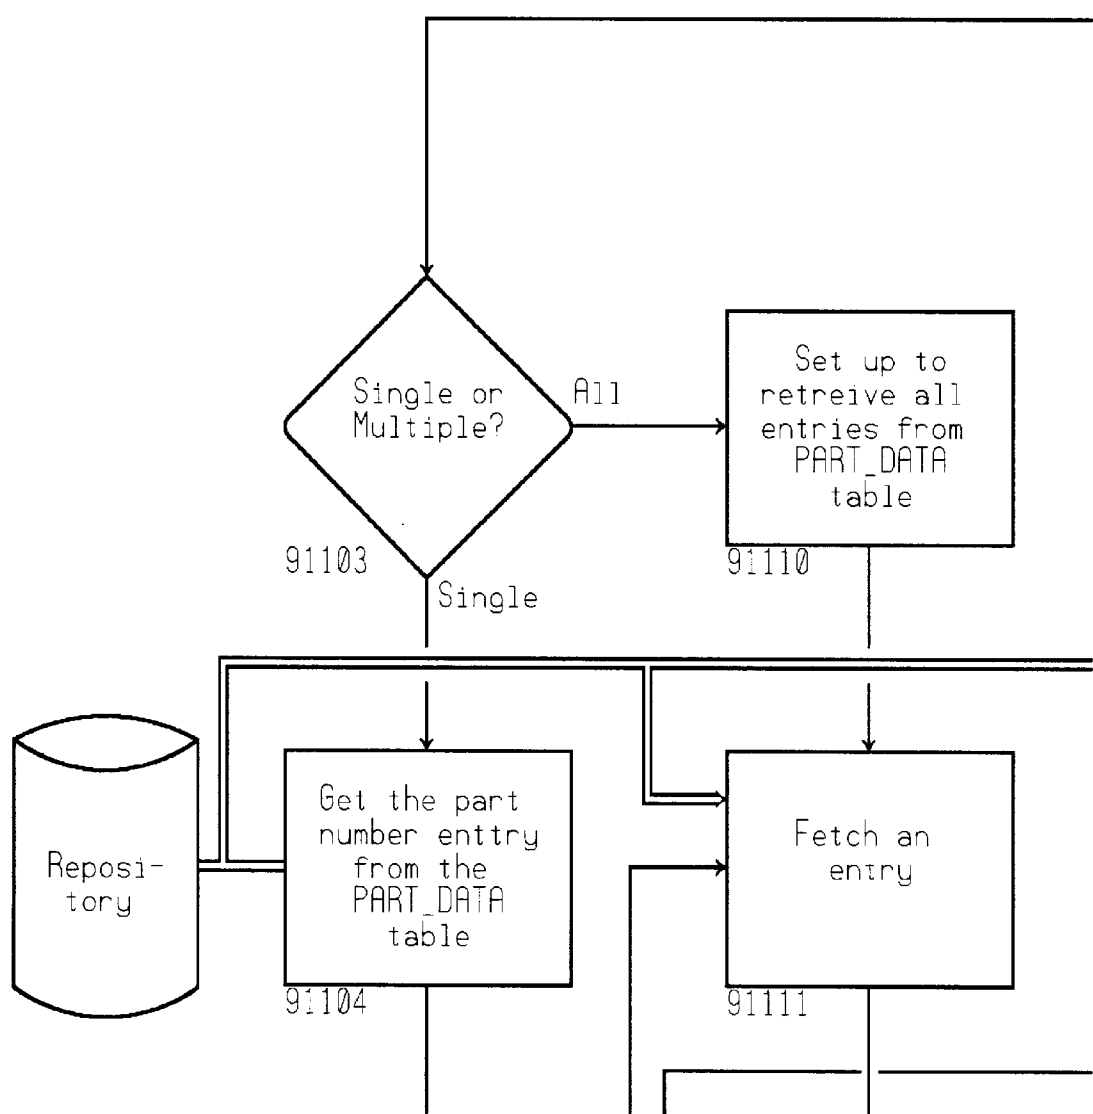 Single or
Multiple?
All
Set up to
retreive all
entries from
PART_DATA
table
91103
91110
Single
Reposi-
tory
Get the part
number enttry
from the
PART_DATA
table
Fetch an
entry
91104
91111